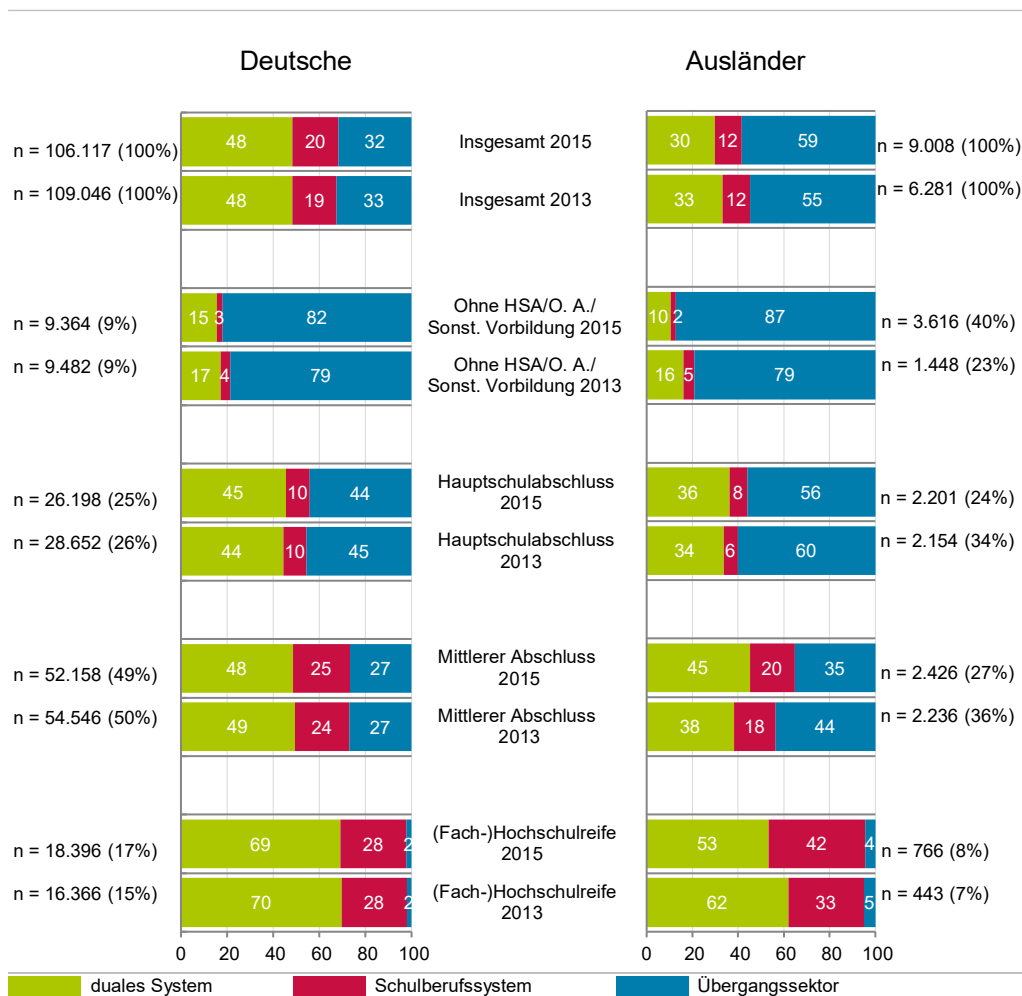 Deutsche Ausländer
n = 106.117 (100%) 48 20 32 Insgesamt 2015 30 12 59 n = 9.008 (100%)
n = 109.046 (100%) 48 19 33 Insgesamt 2013 33 12 55 n = 6.281 (100%)
n = 9.364 (9%) 15 3 82 Ohne HSA/O. A./
Sonst. Vorbildung 2015 10 2 87 n = 3.616 (40%)
n = 9.482 (9%) 17 4 79 Ohne HSA/O. A./
Sonst. Vorbildung 2013 16 5 79 n = 1.448 (23%)
n = 26.198 (25%) 45 10 44 Hauptschulabschluss
2015 36 8 56 n = 2.201 (24%)
n = 28.652 (26%) 44 10 45 Hauptschulabschluss
2013 34 6 60 n = 2.154 (34%)
n = 52.158 (49%) 48 25 27 Mittlerer Abschluss
2015 45 20 35 n = 2.426 (27%)
n = 54.546 (50%) 49 24 27 Mittlerer Abschluss
2013 38 18 44 n = 2.236 (36%)
n = 18.396 (17%) 69 28 2 (Fach-)Hochschulreife
2015 53 42 4 n = 766 (8%)
n = 16.366 (15%) 70 28 2 (Fach-)Hochschulreife
2013 62 33 5 n = 443 (7%)
0 20 40 60 80 100 0 20 40 60 80 100
duales System Schulberufssystem Übergangssektor